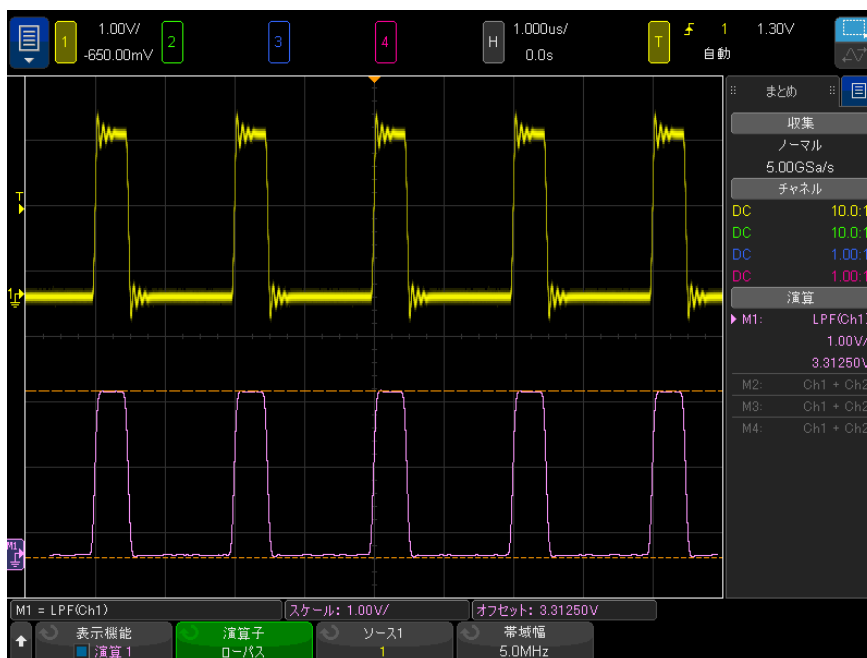 1 1.00V/ 2 3 4 H 1.000us/ T 1 1.30V
-650.00mV 0.0s 自動
まとめ
収集
ノーマル
5.00GSa/s
チャネル
DC 10.0:1
DC 10.0:1
DC 1.00:1
DC 1.00:1
演算
M1: LPF(Ch1)
1.00V/
3.31250V
M2: Ch1 + Ch2
M3: Ch1 + Ch2
M4: Ch1 + Ch2
T
1
M1
M1 = LPF(Ch1) スケール: 1.00V/ オフセット: 3.31250V
表示機能 演算子 ソース1 帯域幅
演算 1 ローパス 1 5.0MHz